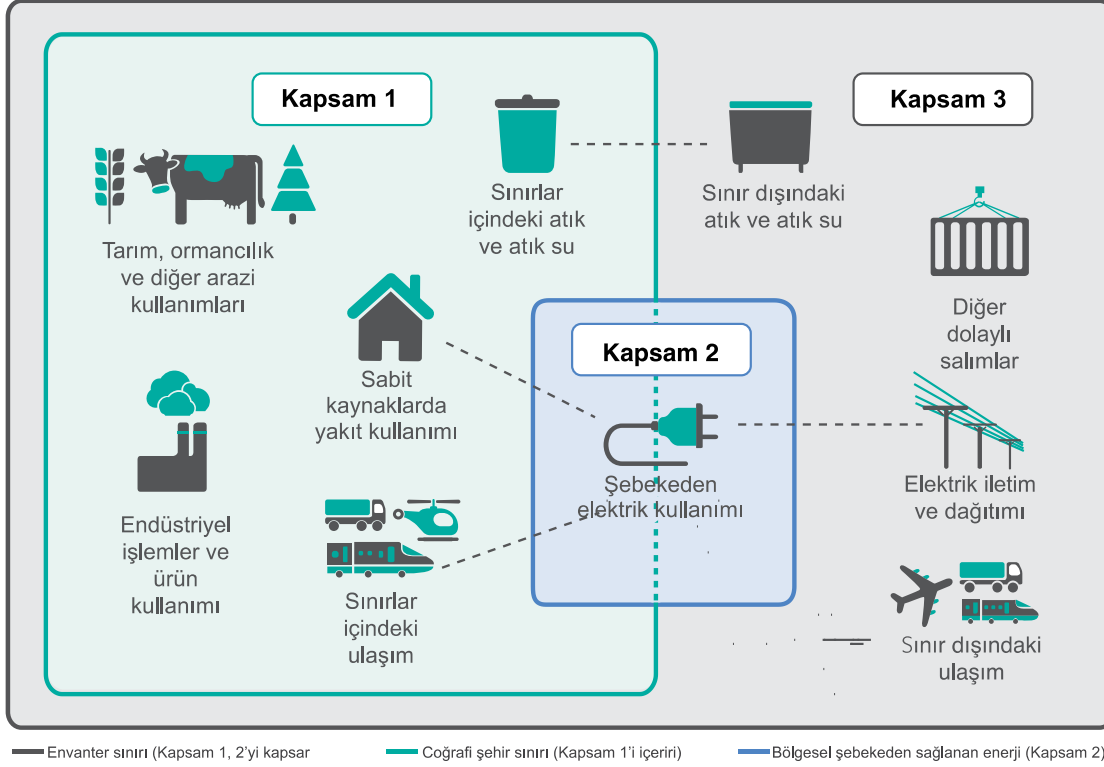 Kapsam 1
Kapsam 3
Sınırlar
içindeki atık
ve atık su
Sınır dışındaki
atık ve atık su
Tarım, ormancılık
ve diğer arazi
kullanımları
Diğer
dolaylı
salımlar
Kapsam 2
Sabit
kaynaklarda
yakıt kullanımı
Şebekeden
elektrik kullanımı
Elektrik iletim
ve dağıtımı
Endüstriyel
işlemler ve
ürün
kullanımı
Sınırlar
içindeki
ulaşım
Sınır dışındaki
ulaşım
Envanter sınırı (Kapsam 1, 2’yi kapsar
Coğrafi şehir sınırı (Kapsam 1’i içeriri)
Bölgesel şebekeden sağlanan enerji (Kapsam 2)